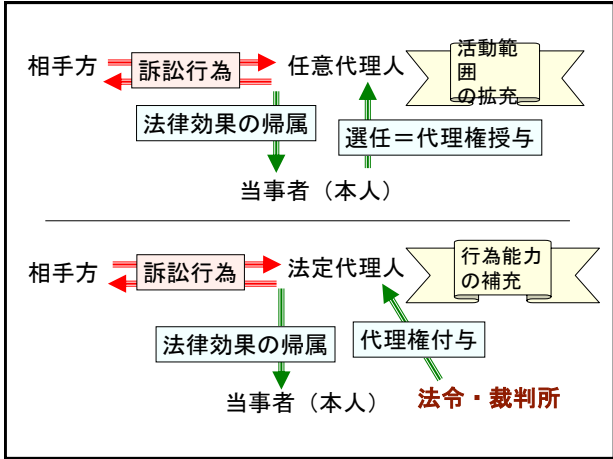 相手方
訴訟行為
任意代理人
活動範
囲
の拡充
法律効果の帰属
選任＝代理権授与
当事者（本人）
相手方
訴訟行為
法定代理人
行為能力
の補充
法律効果の帰属
代理権付与
当事者（本人）
法令・裁判所